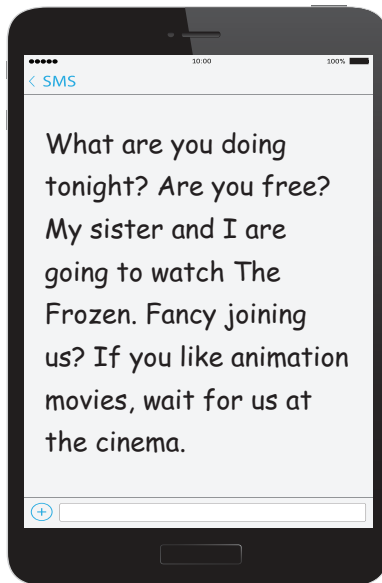 10:00 100%
SMS
What are you doing
tonight? Are you free?
My sister and I are
going to watch The
Frozen. Fancy joining
us? If you like animation
movies, wait for us at
the cinema.